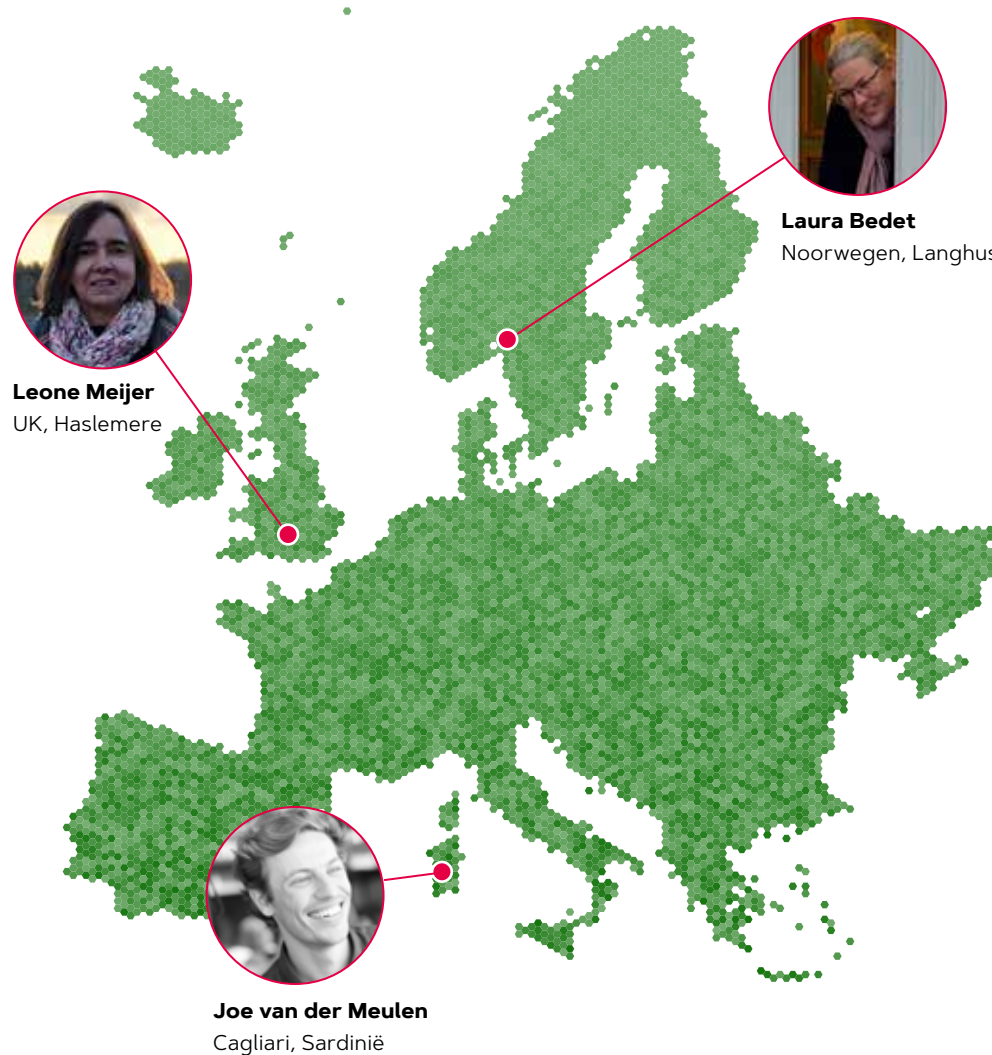 Laura Bedet
Noorwegen, Langhus
Leone Meijer
UK, Haslemere
Joe van der Meulen
Cagliari, Sardinië